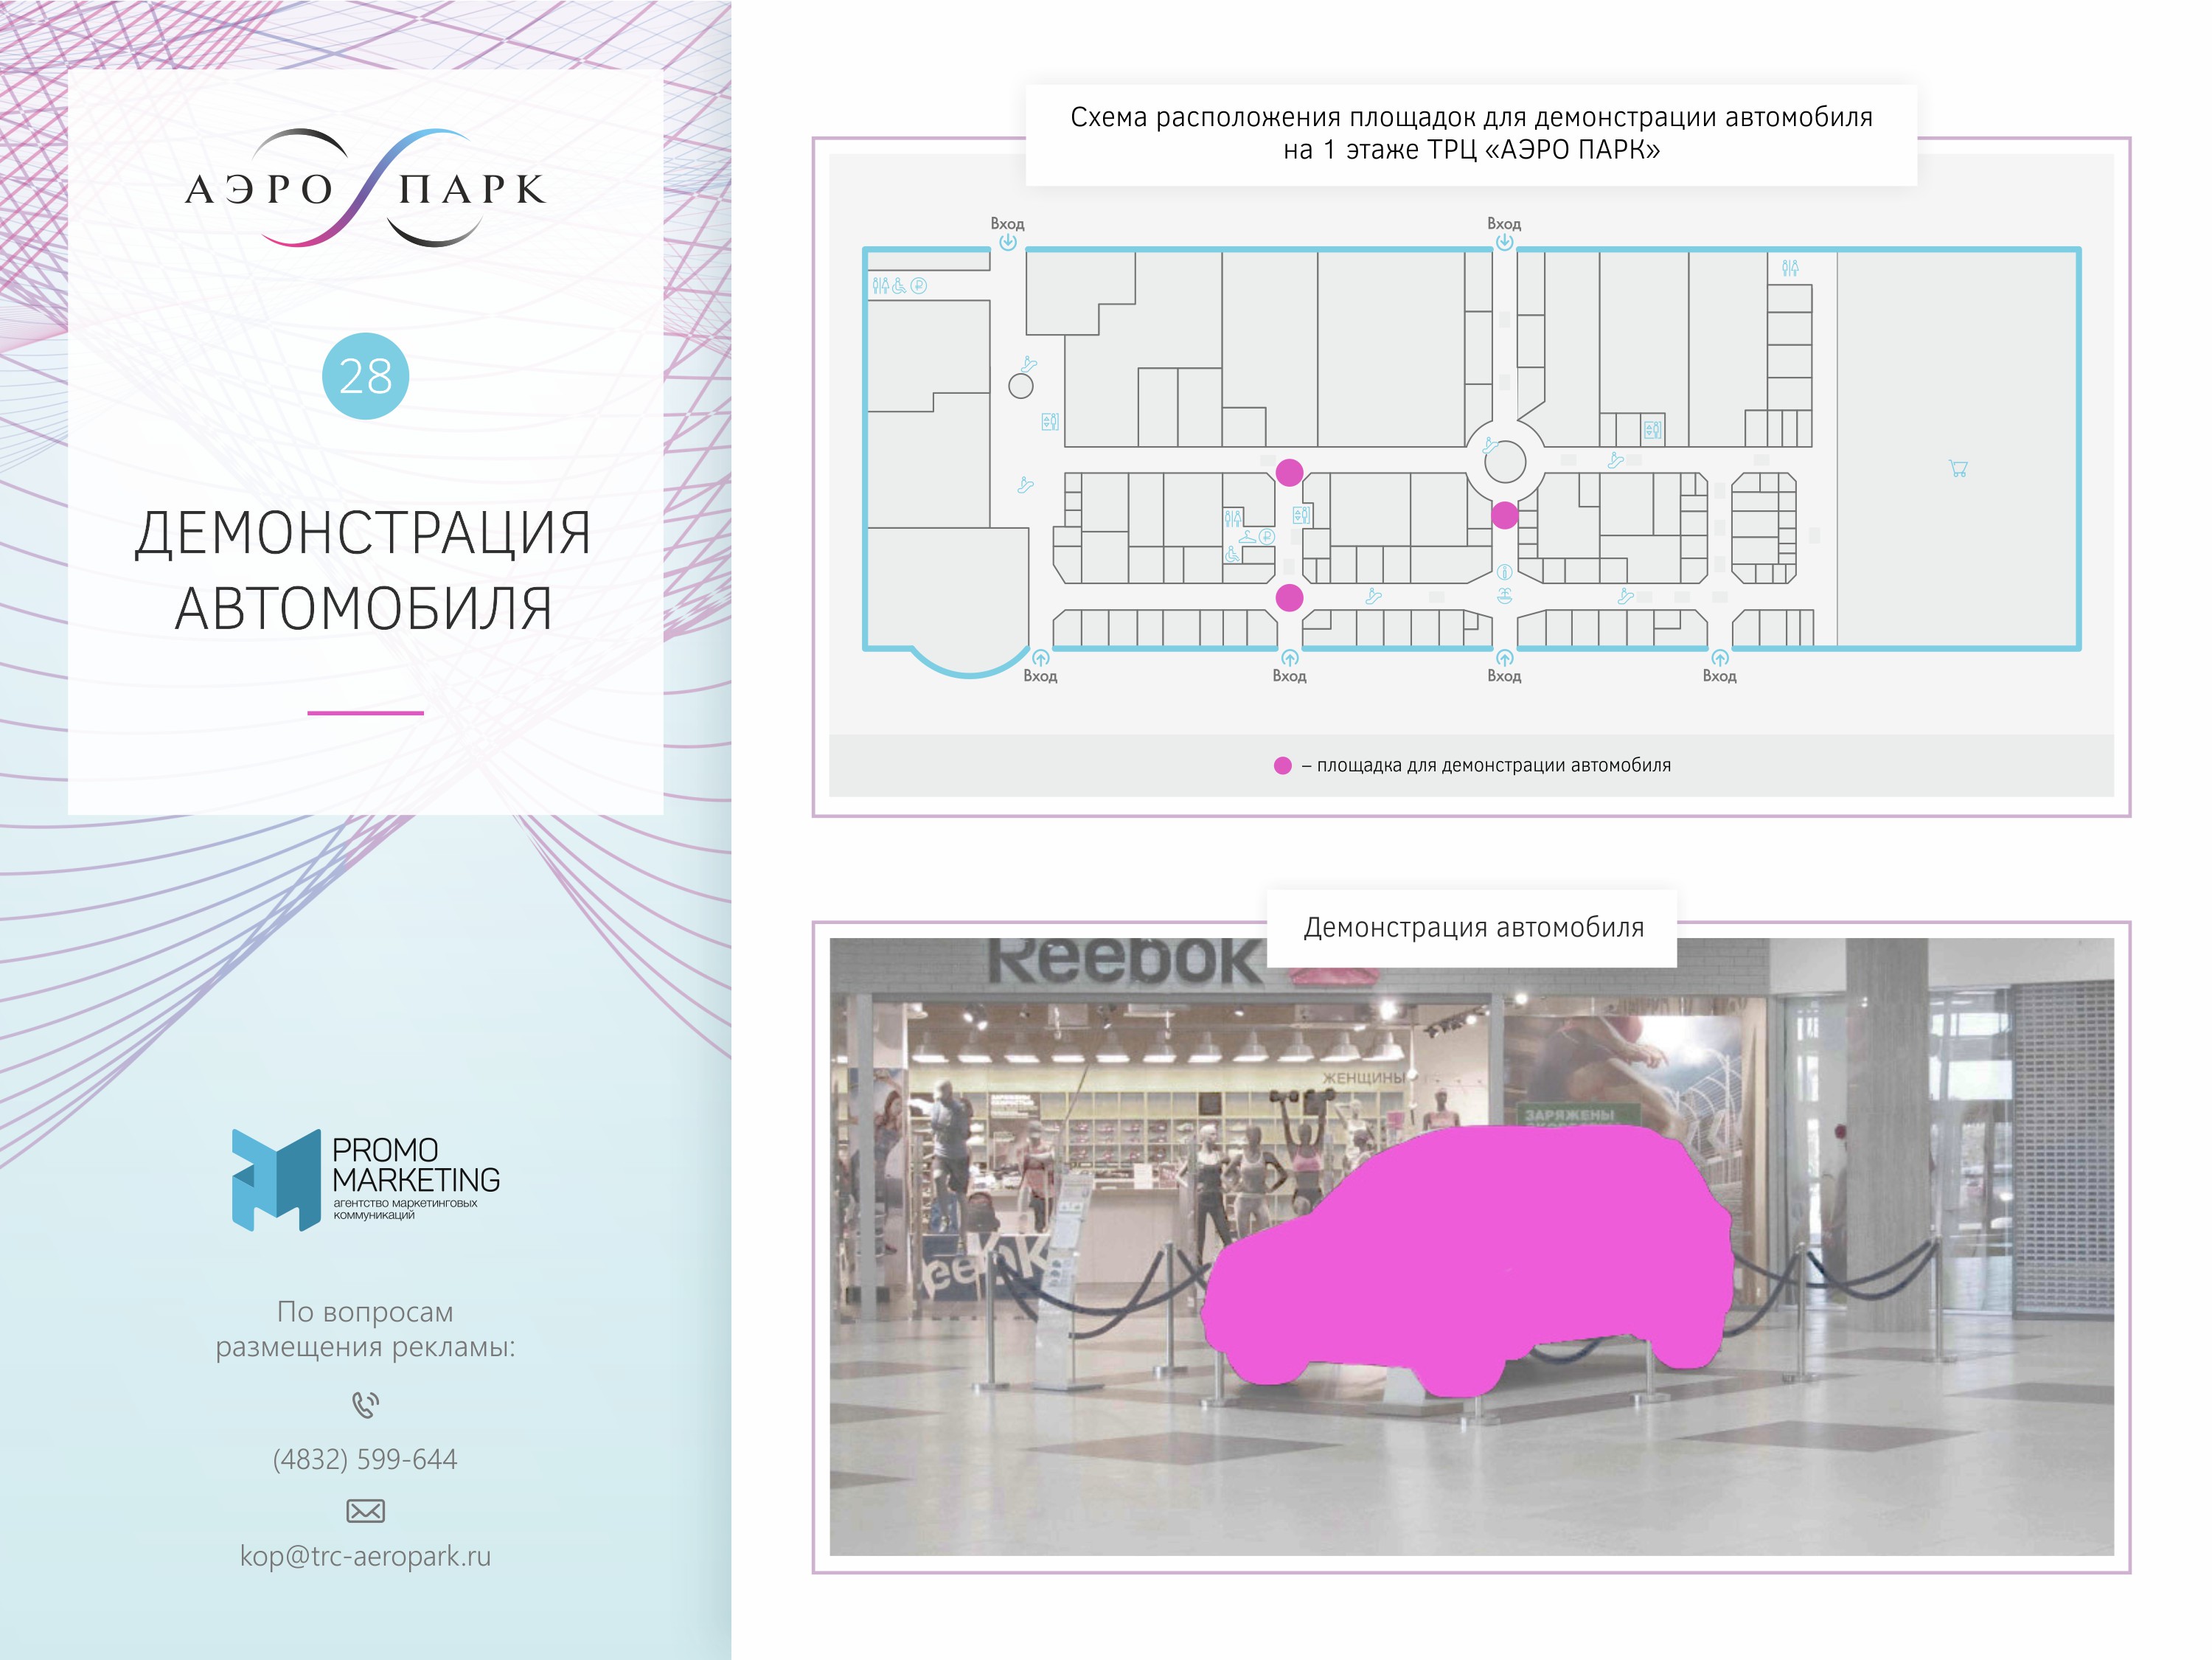 АЭРО ПАРК
28
ДЕМОНСТРАЦИЯ
АВТОМОБИЛЯ
PROMO
MARKETING
агентство маркетинговых
коммуникаций
По вопросам
размещения рекламы:
(4832) 599-644
kop@trc-aeropark.ru
Схема расположения площадок для демонстрации автомобиля
на 1 этаже ТРЦ «АЭРО ПАРК»
Вход
Вход
Вход
Вход
Вход
Вход
– площадка для демонстрации автомобиля
Демонстрация автомобиля
Reebok
ЖЕНЩИНЫ
ЗАРЯЖЕНЫ